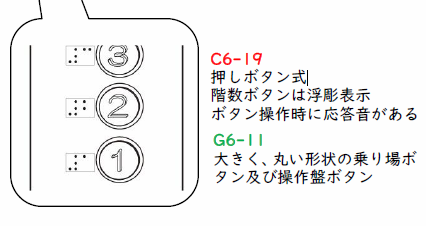 3
2
1
C6-19
押しボタン式
階数ボタンは浮彫表示
ボタン操作時に応答音がある
G6-11
大きく、丸い形状の乗り場ボ
タン及び操作盤ボタン